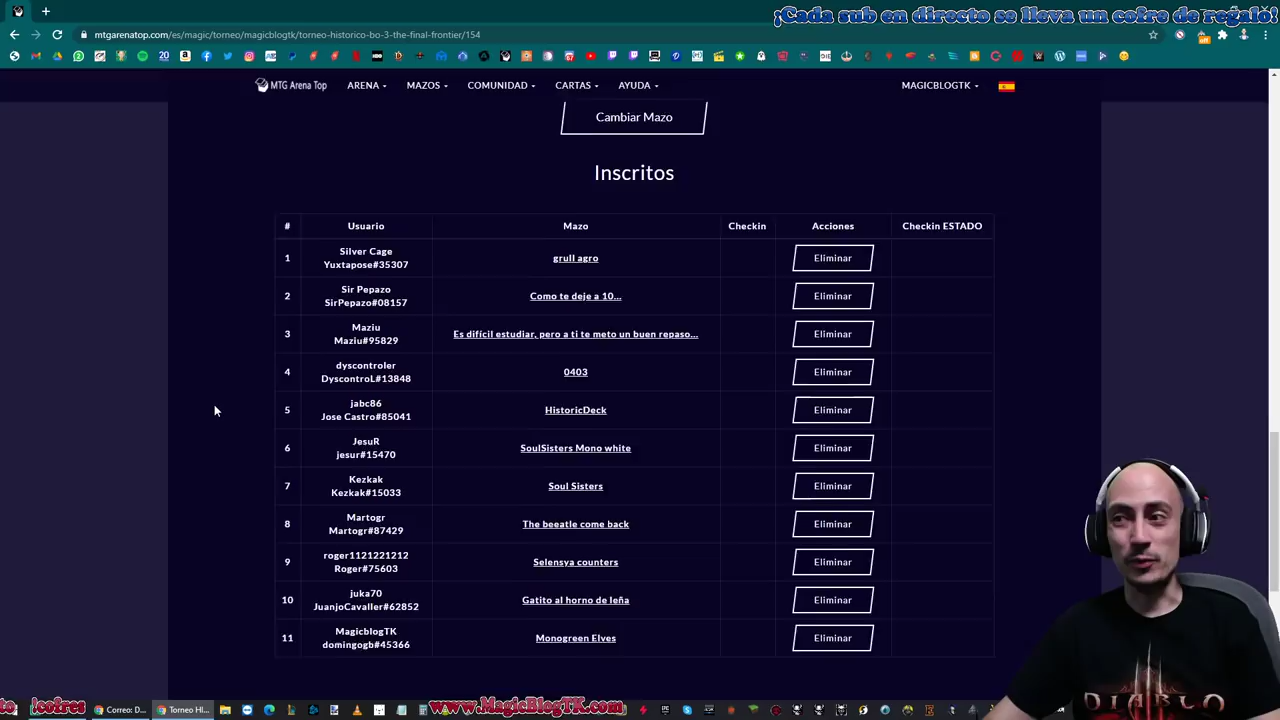 ¡Cada sub en directo se lleva un cofre de regalo!
mtgarenatop.com/es/magic/torneo/magicblogtk/torneo-historico-bo-3-the-final-frontier/154
MTG Arena Top ARENA MAZOS COMUNIDAD CARTAS AYUDA MAGICBLOGTK
Cambiar Mazo
Inscritos
# Usuario Mazo Checkin Acciones Checkin ESTADO
1 Silver Cage Yuxtapose#35307 grull agro Eliminar
2 Sir Pepazo SirPepazo#08157 Como te deje a 10... Eliminar
3 Maziu Maziu#95829 Es difícil estudiar, pero a ti te meto un buen repaso... Eliminar
4 dyscontroler DyscontroL#13848 0403 Eliminar
5 jabc86 Jose Castro#85041 HistoricDeck Eliminar
6 JesuR jesur#15470 SoulSisters Mono white Eliminar
7 Kezkak Kezkak#15033 Soul Sisters Eliminar
8 Martogr Martogr#87429 The beeatle come back Eliminar
9 roger1121221212 Roger#75603 Selensya counters Eliminar
10 juka70 JuanjoCavaller#62852 Gatito al horno de leña Eliminar
11 MagicblogTK domingogb#45366 Monogreen Elves Eliminar
DIABLO
Correo: D... Torneo Hi...
www.MagicBlogTK.com